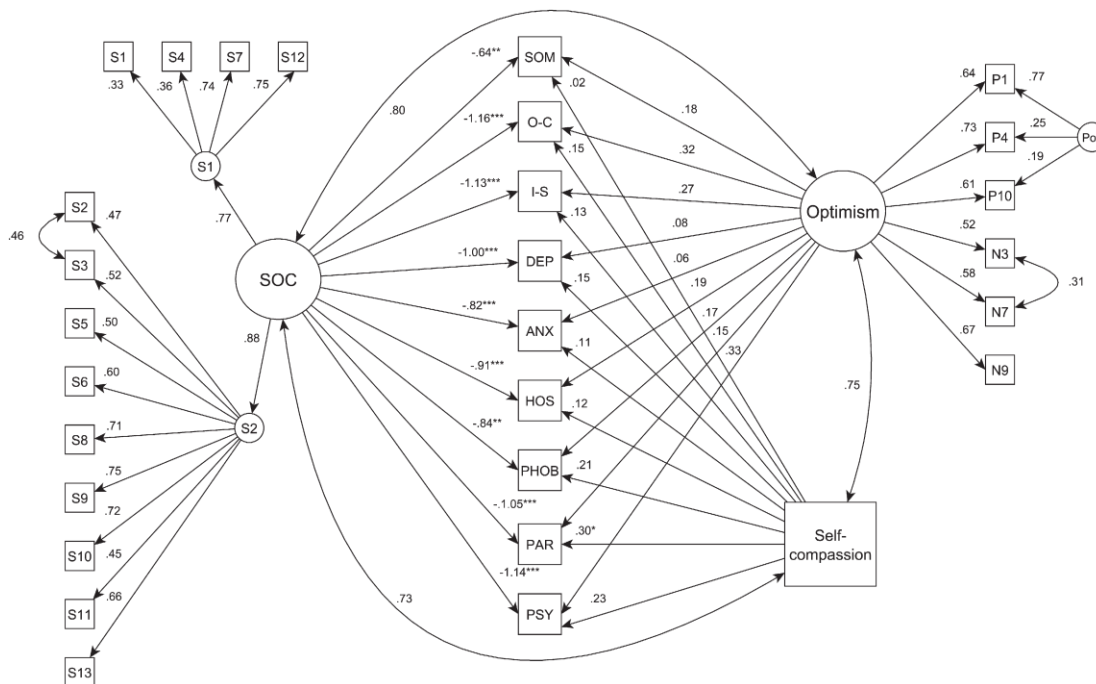 S1
S4
S7
S12
.33
.36
.74
.75
S1
.77
S2
S3
S5
S6
S8
S9
S10
S11
S13
.46
.47
.52
.50
.60
.71
.75
.72
.45
.66
S2
.88
SOC
.80
-.64**
-1.16***
-1.13***
-1.00***
-.82***
-.91***
-.84**
-.1.05***
-1.14***
.73
SOM
O-C
I-S
DEP
ANX
HOS
PHOB
PAR
PSY
.02
.15
.13
.15
.11
.12
.21
.30*
.23
.18
.32
.27
.08
.06
.19
.17
.15
.33
Optimism
.75
Self-
compassion
.64
.73
.61
.52
.58
.67
P1
P4
P10
N3
N7
N9
.77
.25
.19
Po
.31